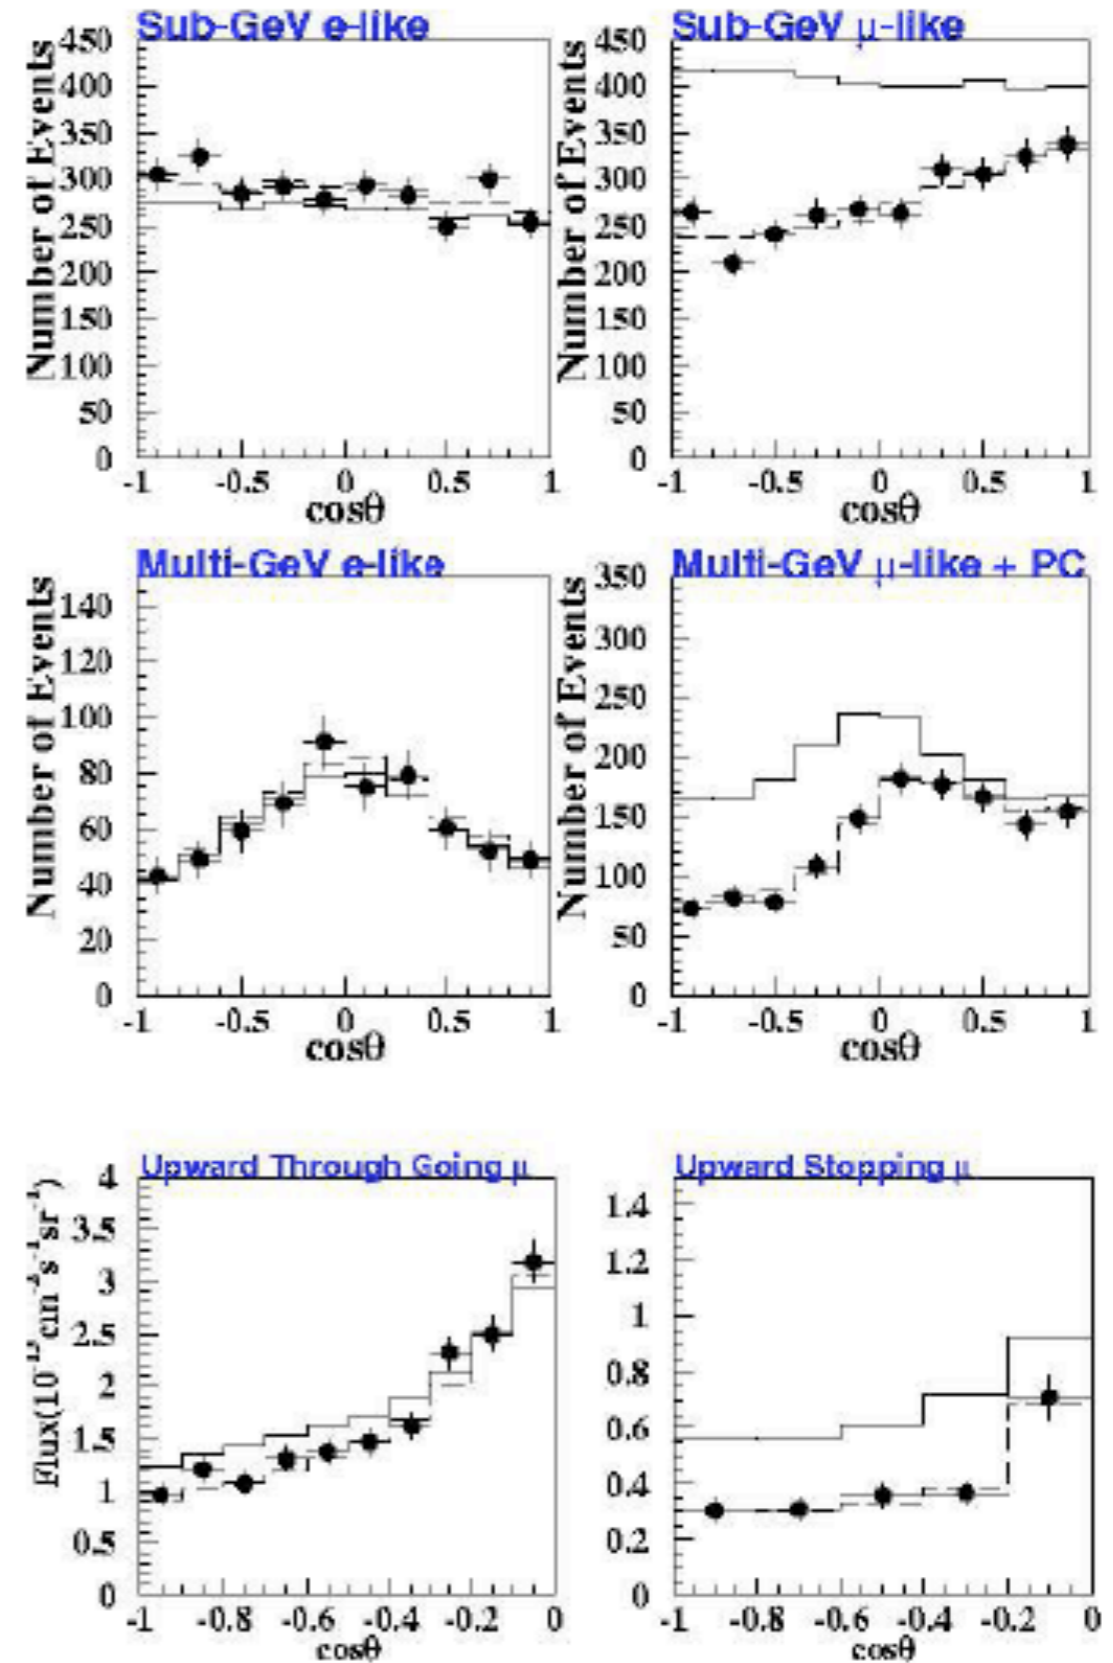 Sub-GeV e-like
Number of Events
450
400
350
300
250
200
150
100
50
0
-1 -0.5 0 0.5 1
cosθ
Sub-GeV μ-like
Number of Events
450
400
350
300
250
200
150
100
50
0
-1 -0.5 0 0.5 1
cosθ
Multi-GeV e-like
Number of Events
140
120
100
80
60
40
20
0
-1 -0.5 0 0.5 1
cosθ
Multi-GeV μ-like + PC
Number of Events
350
300
250
200
150
100
50
0
-1 -0.5 0 0.5 1
cosθ
Upward Through Going μ
Flux(10⁻¹³cm⁻²s⁻¹sr⁻¹)
4
3.5
3
2.5
2
1.5
1
0.5
0
-1 -0.8 -0.6 -0.4 -0.2 0
cosθ
Upward Stopping μ
1.4
1.2
1
0.8
0.6
0.4
0.2
0
-1 -0.8 -0.6 -0.4 -0.2 0
cosθ